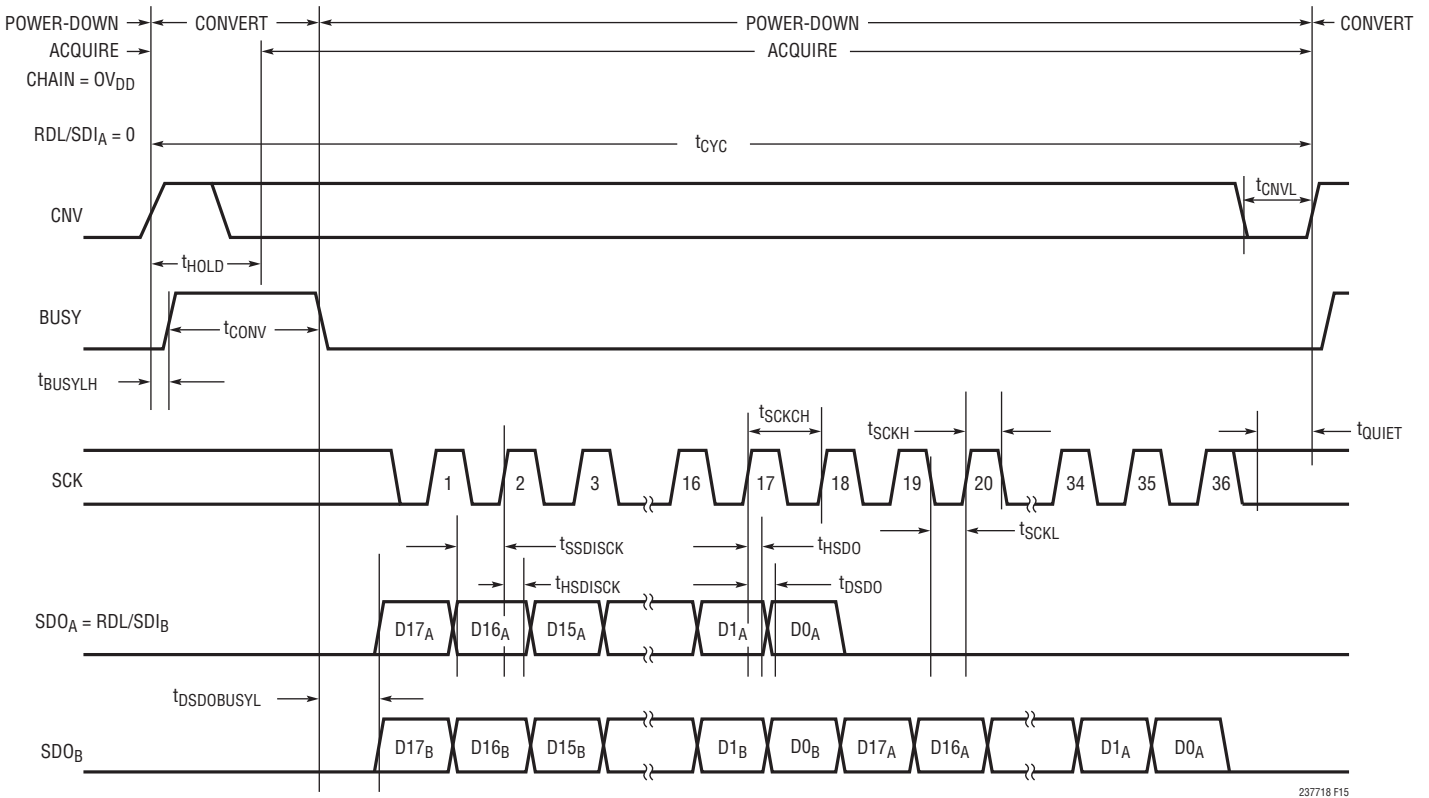 POWER-DOWN CONVERT POWER-DOWN CONVERT
ACQUIRE ACQUIRE
CHAIN = OVDD
RDL/SDIA = 0
tCYC
CNV
tCNVL
tHOLD
BUSY
tCONV
tBUSYLH
tSCKCH
tSCKH
tQUIET
SCK
1 2 3 16 17 18 19 20 34 35 36
tSSDISCK
tHSDO
tSCKL
tHSDISCK
tDSDO
SDOA = RDL/SDIB
D17A D16A D15A D1A D0A
tDSDOBUSYL
SDOB
D17B D16B D15B D1B D0B D17A D16A D1A D0A
237718 F15